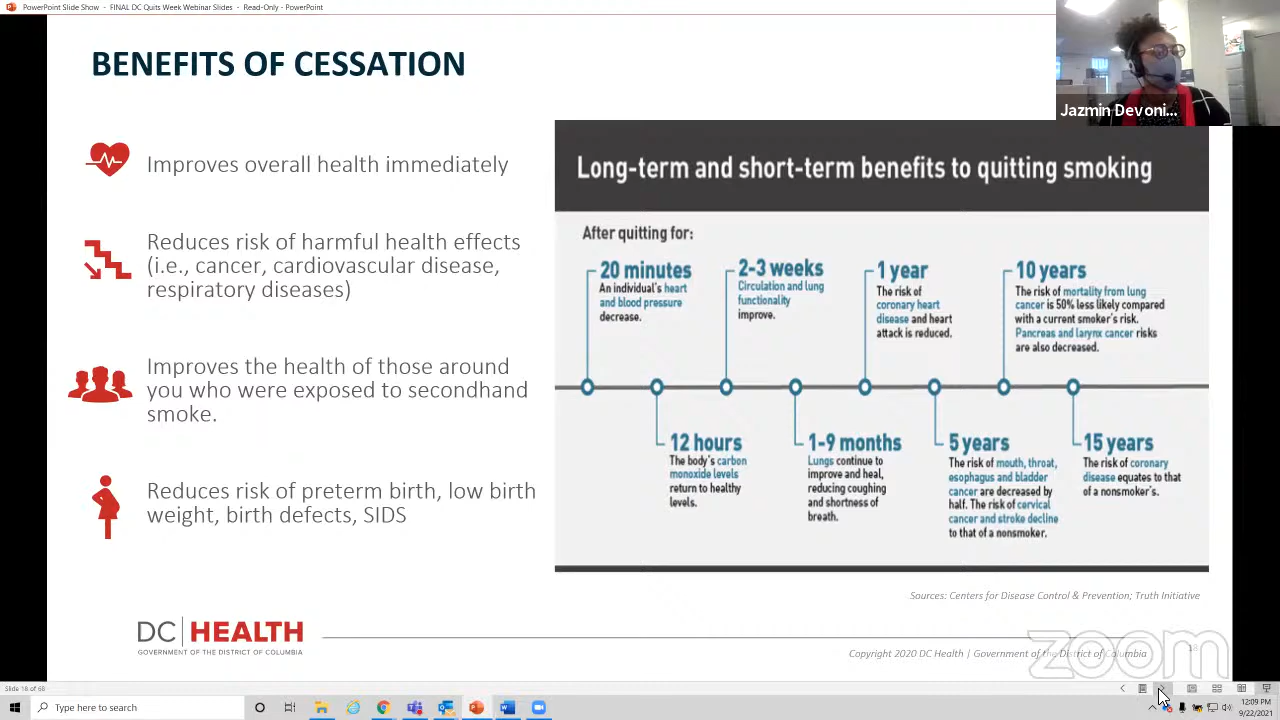 PowerPoint Slide Show - FINAL DC Quits Week Webinar Slides - Read-Only - PowerPoint
BENEFITS OF CESSATION
Jazmin Devoni...
Improves overall health immediately
Reduces risk of harmful health effects
(i.e., cancer, cardiovascular disease,
respiratory diseases)
Improves the health of those around
you who were exposed to secondhand
smoke.
Reduces risk of preterm birth, low birth
weight, birth defects, SIDS
Long-term and short-term benefits to quitting smoking
After quitting for:
20 minutes
An individual's heart
and blood pressure
decrease.
12 hours
The body's carbon
monoxide levels
return to healthy
levels.
2-3 weeks
Circulation and lung
functionality
improve.
1-9 months
Lungs continue to
improve and heal,
reducing coughing
and shortness of
breath.
1 year
The risk of
coronary heart
disease and heart
attack is reduced.
5 years
The risk of mouth, throat,
esophagus and bladder
cancer are decreased by
half. The risk of cervical
cancer and stroke decline
to that of a nonsmoker.
10 years
The risk of mortality from lung
cancer is 50% less likely compared
with a current smoker's risk.
Pancreas and larynx cancer risks
are also decreased.
15 years
The risk of coronary
disease equates to that
of a nonsmoker's.
Sources: Centers for Disease Control & Prevention; Truth Initiative
DC HEALTH
GOVERNMENT OF THE DISTRICT OF COLUMBIA
Copyright 2020 DC Health | Government of the District of Columbia
18
zoom
Slide 18 of 68
Type here to search
12:09 PM
9/22/2021